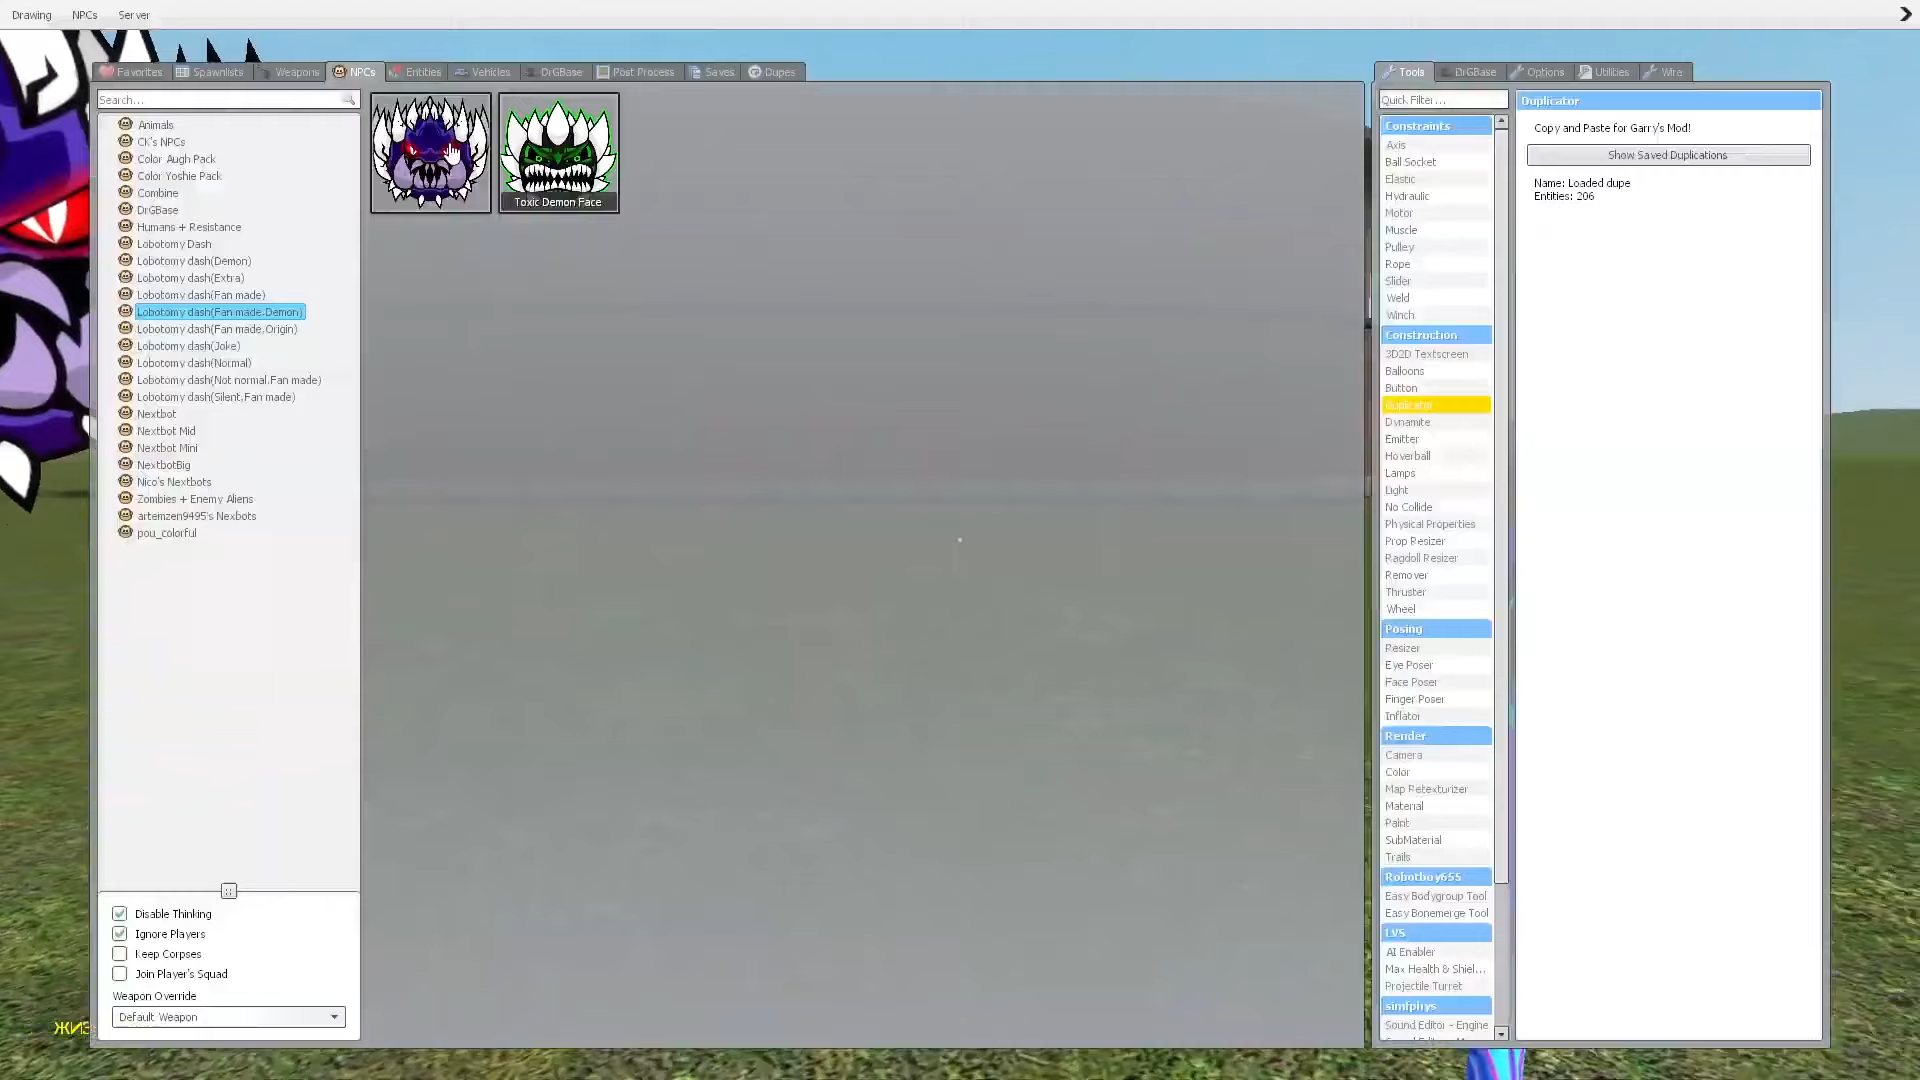 Drawing NPCs Server
Favorites Spawnlists Weapons NPCs Entities Vehicles DrGBase Post Process Saves Dupes
Search...
Animals
CK's NPCs
Color Augh Pack
Color Yoshie Pack
Combine
DrGBase
Humans + Resistance
Lobotomy Dash
Lobotomy dash(Demon)
Lobotomy dash(Extra)
Lobotomy dash(Fan made)
Lobotomy dash(Fan made,Demon)
Lobotomy dash(Fan made,Origin)
Lobotomy dash(Joke)
Lobotomy dash(Normal)
Lobotomy dash(Not normal,Fan made)
Lobotomy dash(Silent,Fan made)
Nextbot
Nextbot Mid
Nextbot Mini
NextbotBig
Nico's Nextbots
Zombies + Enemy Aliens
artemzen9495's Nexbots
pou_colorful
Disable Thinking
Ignore Players
Keep Corpses
Join Player's Squad
Weapon Override
Default Weapon
ЖИЗ
Toxic Demon Face
Tools DrGBase Options Utilities Wire
Quick Filter...
Constraints
Axis
Ball Socket
Elastic
Hydraulic
Motor
Muscle
Pulley
Rope
Slider
Weld
Winch
Construction
3D2D Textscreen
Balloons
Button
Duplicator
Dynamite
Emitter
Hoverball
Lamps
Light
No Collide
Physical Properties
Prop Resizer
Ragdoll Resizer
Remover
Thruster
Wheel
Posing
Resizer
Eye Poser
Face Poser
Finger Poser
Inflator
Render
Camera
Color
Map Retexturizer
Material
Paint
SubMaterial
Trails
Robotboy655
Easy Bodygroup Tool
Easy Bonemerge Tool
LVS
AI Enabler
Max Health & Shiel...
Projectile Turret
simfphys
Sound Editor - Engine
Duplicator
Copy and Paste for Garry's Mod!
Show Saved Duplications
Name: Loaded dupe
Entities: 206